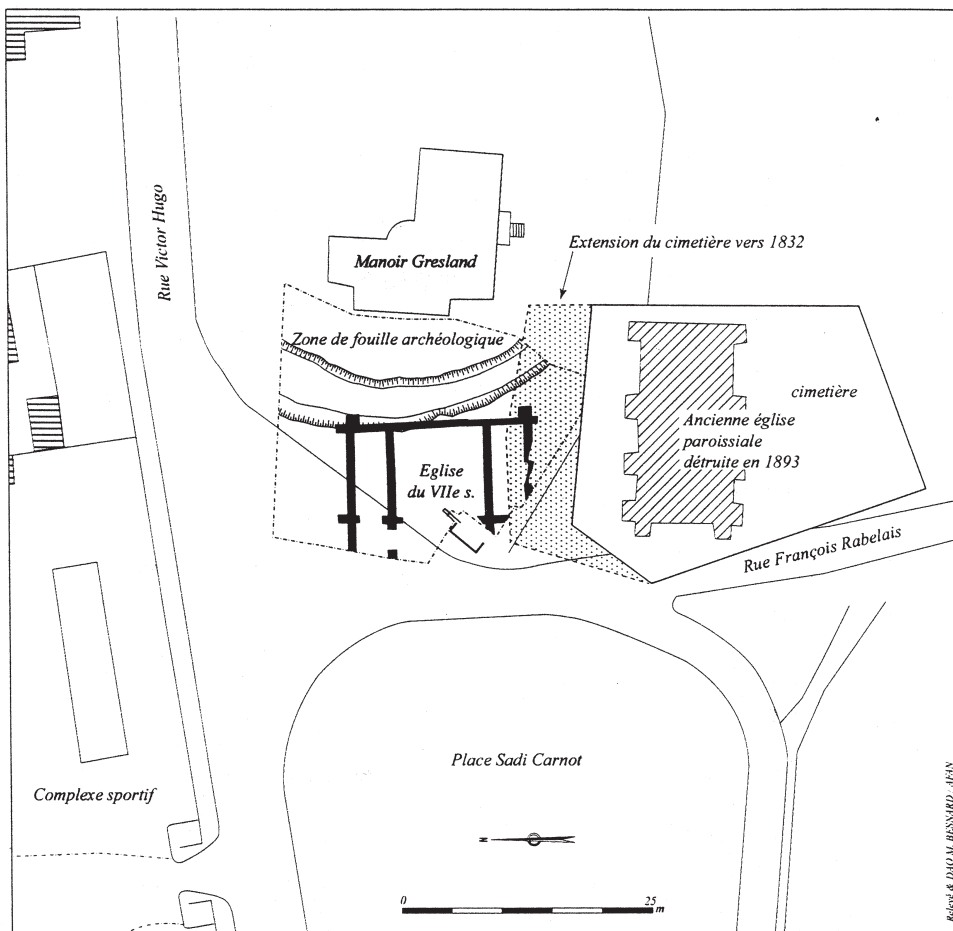 Rue Victor Hugo
Manoir Gresland
Extension du cimetière vers 1832
Zone de fouille archéologique
cimetière
Ancienne église
paroissiale
détruite en 1893
Eglise
du VIIe s.
Rue François Rabelais
Place Sadi Carnot
Complexe sportif
N
0
25
m
Relevé & DAO M. BESNARD / AFAN